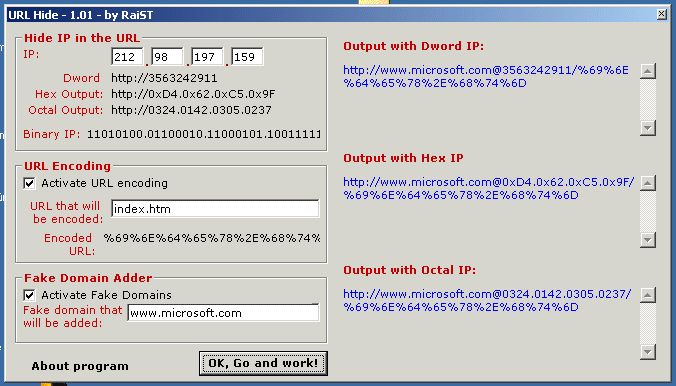 URL Hide - 1.01 - by RaiST
Hide IP in the URL
IP: 212 . 98 . 197 . 159
Dword http://3563242911
Hex Output: http://0xD4.0x62.0xC5.0x9F
Octal Output: http://0324.0142.0305.0237
Binary IP: 11010100.01100010.11000101.10011111
URL Encoding
Activate URL encoding
URL that will
be encoded:
index.htm
Encoded
URL:
%69%6E%64%65%78%2E%68%74%
Fake Domain Adder
Activate Fake Domains
Fake domain that
will be added:
www.microsoft.com
About program
OK, Go and work!
Output with Dword IP:
http://www.microsoft.com@3563242911/%69%6E
%64%65%78%2E%68%74%6D
Output with Hex IP
http://www.microsoft.com@0xD4.0x62.0xC5.0x9F/
%69%6E%64%65%78%2E%68%74%6D
Output with Octal IP:
http://www.microsoft.com@0324.0142.0305.0237/
%69%6E%64%65%78%2E%68%74%6D